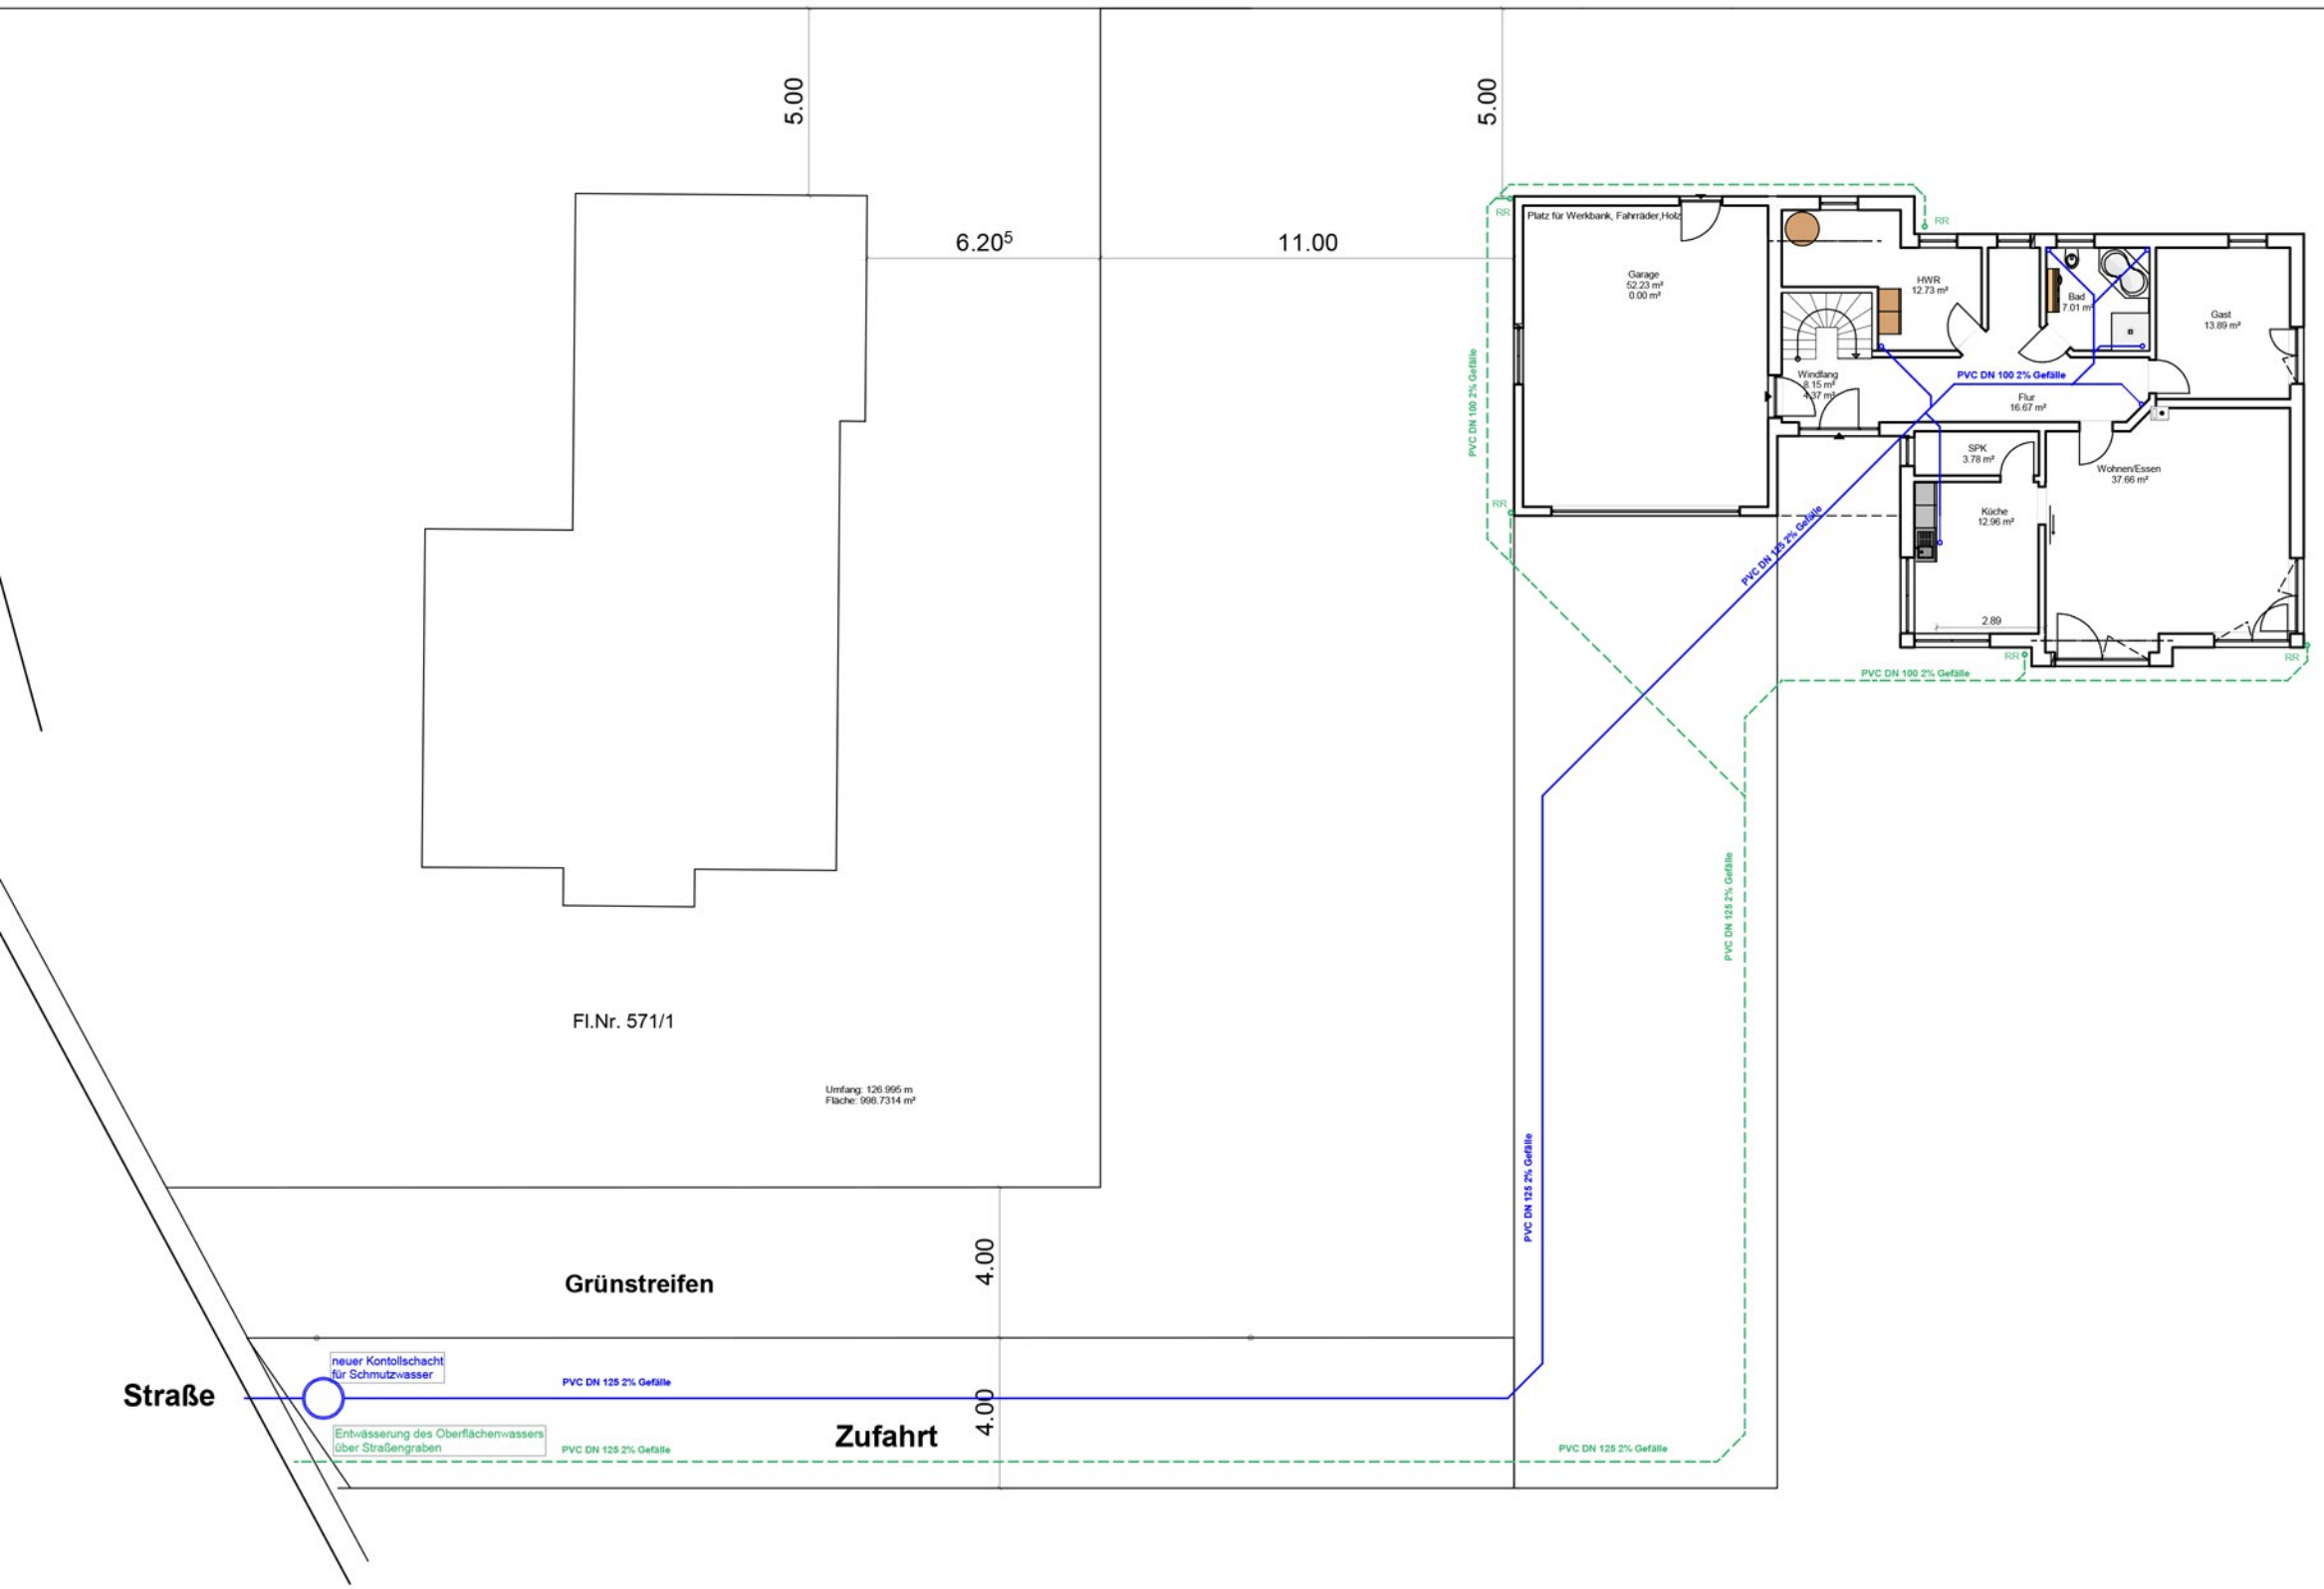 5.00
5.00
6.20⁵
11.00
RR
Platz für Werkbank, Fahrräder,Holz
RR
Garage
52.23 m²
0.00 m²
HWR
12.73 m²
Bad
7.01 m²
Gast
13.89 m²
PVC DN 100 2% Gefälle
Windfang
8.15 m²
4.37 m²
PVC DN 100 2% Gefälle
Flur
16.67 m²
SPK
3.78 m²
Wohnen/Essen
37.66 m²
RR
Küche
12.96 m²
PVC DN 125 2% Gefälle
2.89
RR
RR
PVC DN 100 2% Gefälle
PVC DN 125 2% Gefälle
Fl.Nr. 571/1
Umfang: 126.995 m
Fläche: 998.7314 m²
PVC DN 125 2% Gefälle
4.00
Grünstreifen
neuer Kontollschacht
für Schmutzwasser
PVC DN 125 2% Gefälle
Straße
4.00
Zufahrt
Entwässerung des Oberflächenwassers
über Straßengraben
PVC DN 125 2% Gefälle
PVC DN 125 2% Gefälle